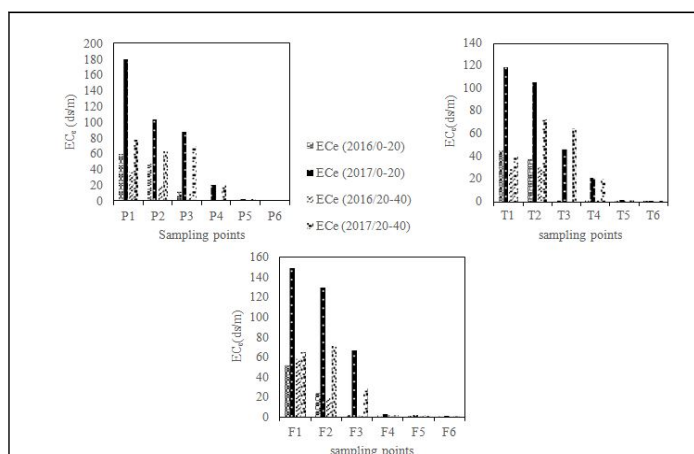 200
180
160
140
120
100
80
60
40
20
0
ECe (ds/m)
P1 P2 P3 P4 P5 P6
Sampling points
ECe (2016/0-20)
ECe (2017/0-20)
ECe (2016/20-40)
ECe (2017/20-40)
140
120
100
80
60
40
20
0
ECe(ds/m)
T1 T2 T3 T4 T5 T6
sampling points
160
140
120
100
80
60
40
20
0
ECe(ds/m)
F1 F2 F3 F4 F5 F6
sampling points